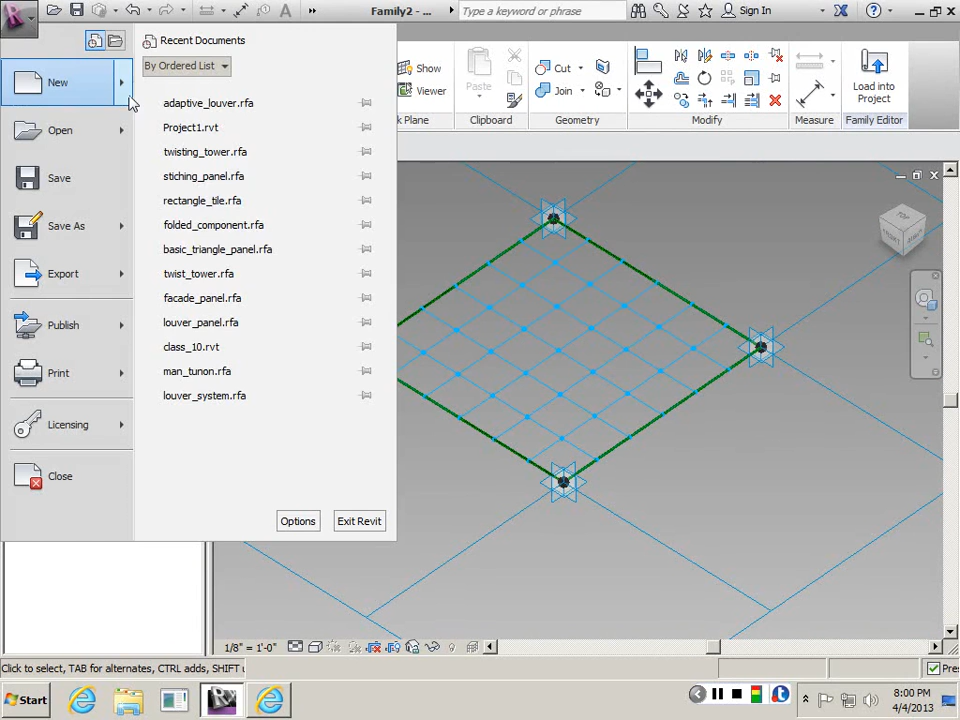 Family2 - ...
Type a keyword or phrase
Sign In
Recent Documents
By Ordered List
New
Open
Save
Save As
Export
Publish
Print
Licensing
Close
adaptive_louver.rfa
Project1.rvt
twisting_tower.rfa
stiching_panel.rfa
rectangle_tile.rfa
folded_component.rfa
basic_triangle_panel.rfa
twist_tower.rfa
facade_panel.rfa
louver_panel.rfa
class_10.rvt
man_tunon.rfa
louver_system.rfa
Options
Exit Revit
Show
Viewer
k Plane
Paste
Clipboard
Cut
Join
Geometry
Modify
Measure
Load into
Project
Family Editor
TOP
1/8" = 1'-0"
Click to select, TAB for alternates, CTRL adds, SHIFT u
Pres
Start
8:00 PM
4/4/2013